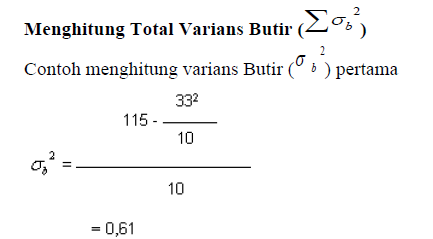 Menghitung Total Varians Butir (∑σb²)
Contoh menghitung varians Butir (σb²) pertama
33²
115 - ———
10
σb² = ———————
10
= 0,61